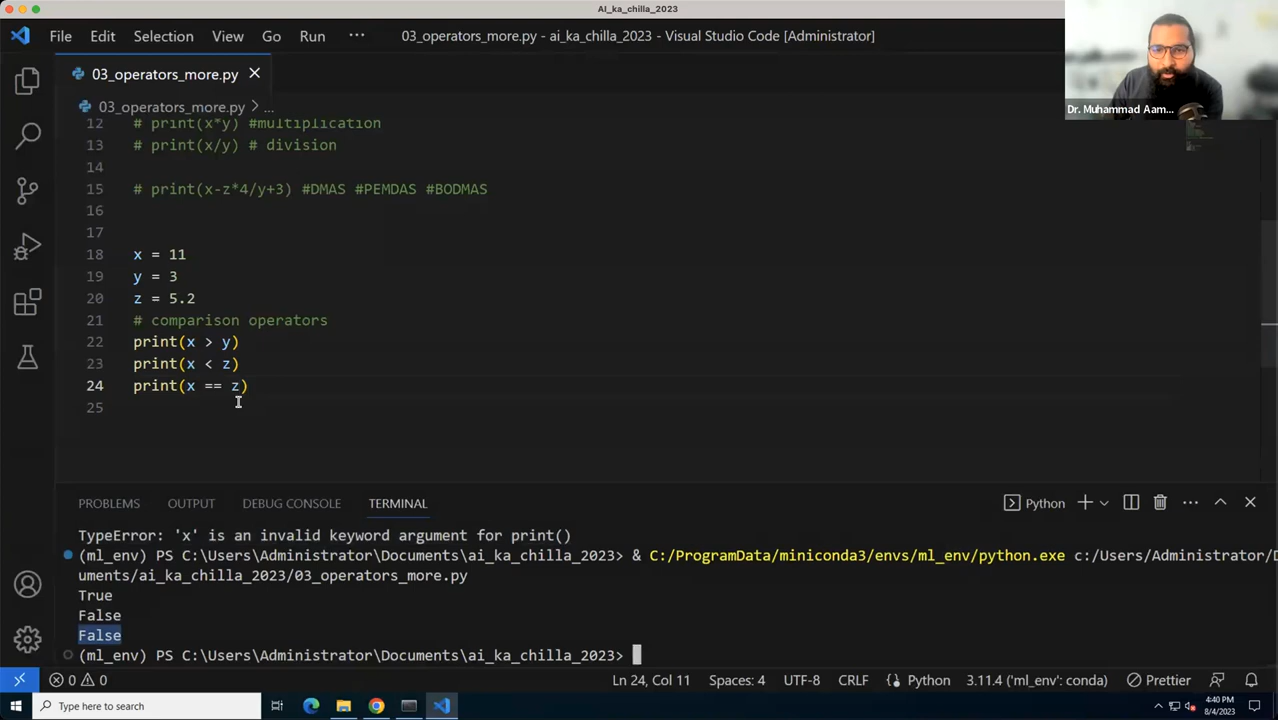 AI_ka_chilla_2023
File Edit Selection View Go Run ··· 03_operators_more.py - ai_ka_chilla_2023 - Visual Studio Code [Administrator]
03_operators_more.py
03_operators_more.py > ...
Dr. Muhammad Aam...
12 # print(x*y) #multiplication
13 # print(x/y) # division
14
15 # print(x-z*4/y+3) #DMAS #PEMDAS #BODMAS
16
17
18 x = 11
19 y = 3
20 z = 5.2
21 # comparison operators
22 print(x > y)
23 print(x < z)
24 print(x == z)
25
PROBLEMS OUTPUT DEBUG CONSOLE TERMINAL Python
TypeError: 'x' is an invalid keyword argument for print()
(ml_env) PS C:\Users\Administrator\Documents\ai_ka_chilla_2023> & C:/ProgramData/miniconda3/envs/ml_env/python.exe c:/Users/Administrator/D
uments/ai_ka_chilla_2023/03_operators_more.py
True
False
False
(ml_env) PS C:\Users\Administrator\Documents\ai_ka_chilla_2023>
0 0 Ln 24, Col 11 Spaces: 4 UTF-8 CRLF Python 3.11.4 ('ml_env': conda) Prettier
Type here to search 4:40 PM
8/4/2023